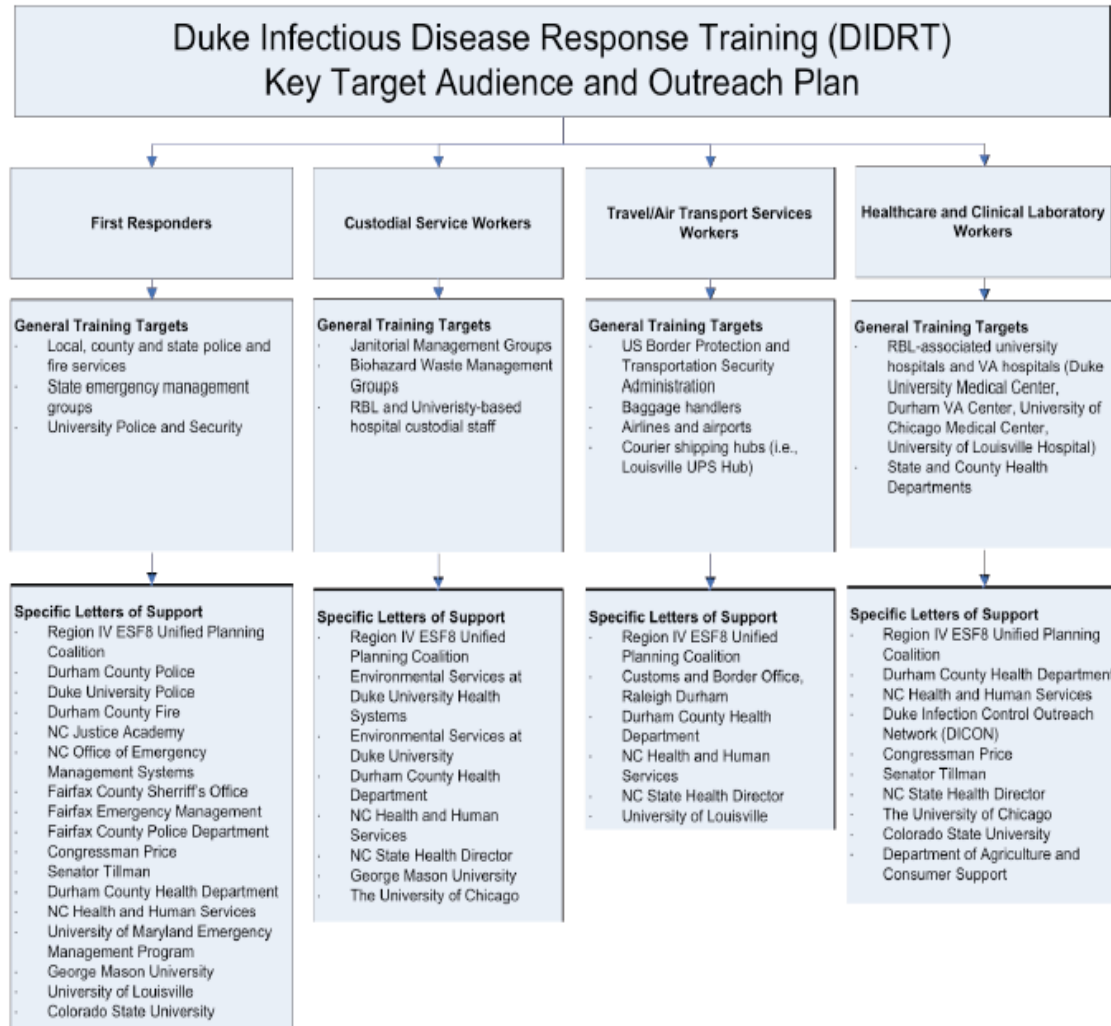 Duke Infectious Disease Response Training (DIDRT)
Key Target Audience and Outreach Plan
First Responders
Custodial Service Workers
Travel/Air Transport Services
Workers
Healthcare and Clinical Laboratory
Workers
General Training Targets
· Local, county and state police and
fire services
· State emergency management
groups
· University Police and Security
General Training Targets
· Janitorial Management Groups
· Biohazard Waste Management
Groups
· RBL and Univeristy-based
hospital custodial staff
General Training Targets
· US Border Protection and
Transportation Security
Administration
· Baggage handlers
· Airlines and airports
· Courier shipping hubs (i.e.,
Louisville UPS Hub)
General Training Targets
· RBL-associated university
hospitals and VA hospitals (Duke
University Medical Center,
Durham VA Center, University of
Chicago Medical Center,
University of Louisville Hospital)
· State and County Health
Departments
Specific Letters of Support
· Region IV ESF8 Unified Planning
Coalition
· Durham County Police
· Duke University Police
· Durham County Fire
· NC Justice Academy
· NC Office of Emergency
Management Systems
· Fairfax County Sherriff's Office
· Fairfax Emergency Management
· Fairfax County Police Department
· Congressman Price
· Senator Tillman
· Durham County Health Department
· NC Health and Human Services
· University of Maryland Emergency
Management Program
· George Mason University
· University of Louisville
· Colorado State University
Specific Letters of Support
· Region IV ESF8 Unified
Planning Coalition
· Environmental Services at
Duke University Health
Systems
· Environmental Services at
Duke University
· Durham County Health
Department
· NC Health and Human
Services
· NC State Health Director
· George Mason University
· The University of Chicago
Specific Letters of Support
· Region IV ESF8 Unified
Planning Coalition
· Customs and Border Office,
Raleigh Durham
· Durham County Health
Department
· NC Health and Human
Services
· NC State Health Director
· University of Louisville
Specific Letters of Support
· Region IV ESF8 Unified Planning
Coalition
· Durham County Health Department
· NC Health and Human Services
· Duke Infection Control Outreach
Network (DICON)
· Congressman Price
· Senator Tillman
· NC State Health Director
· The University of Chicago
· Colorado State University
· Department of Agriculture and
Consumer Support